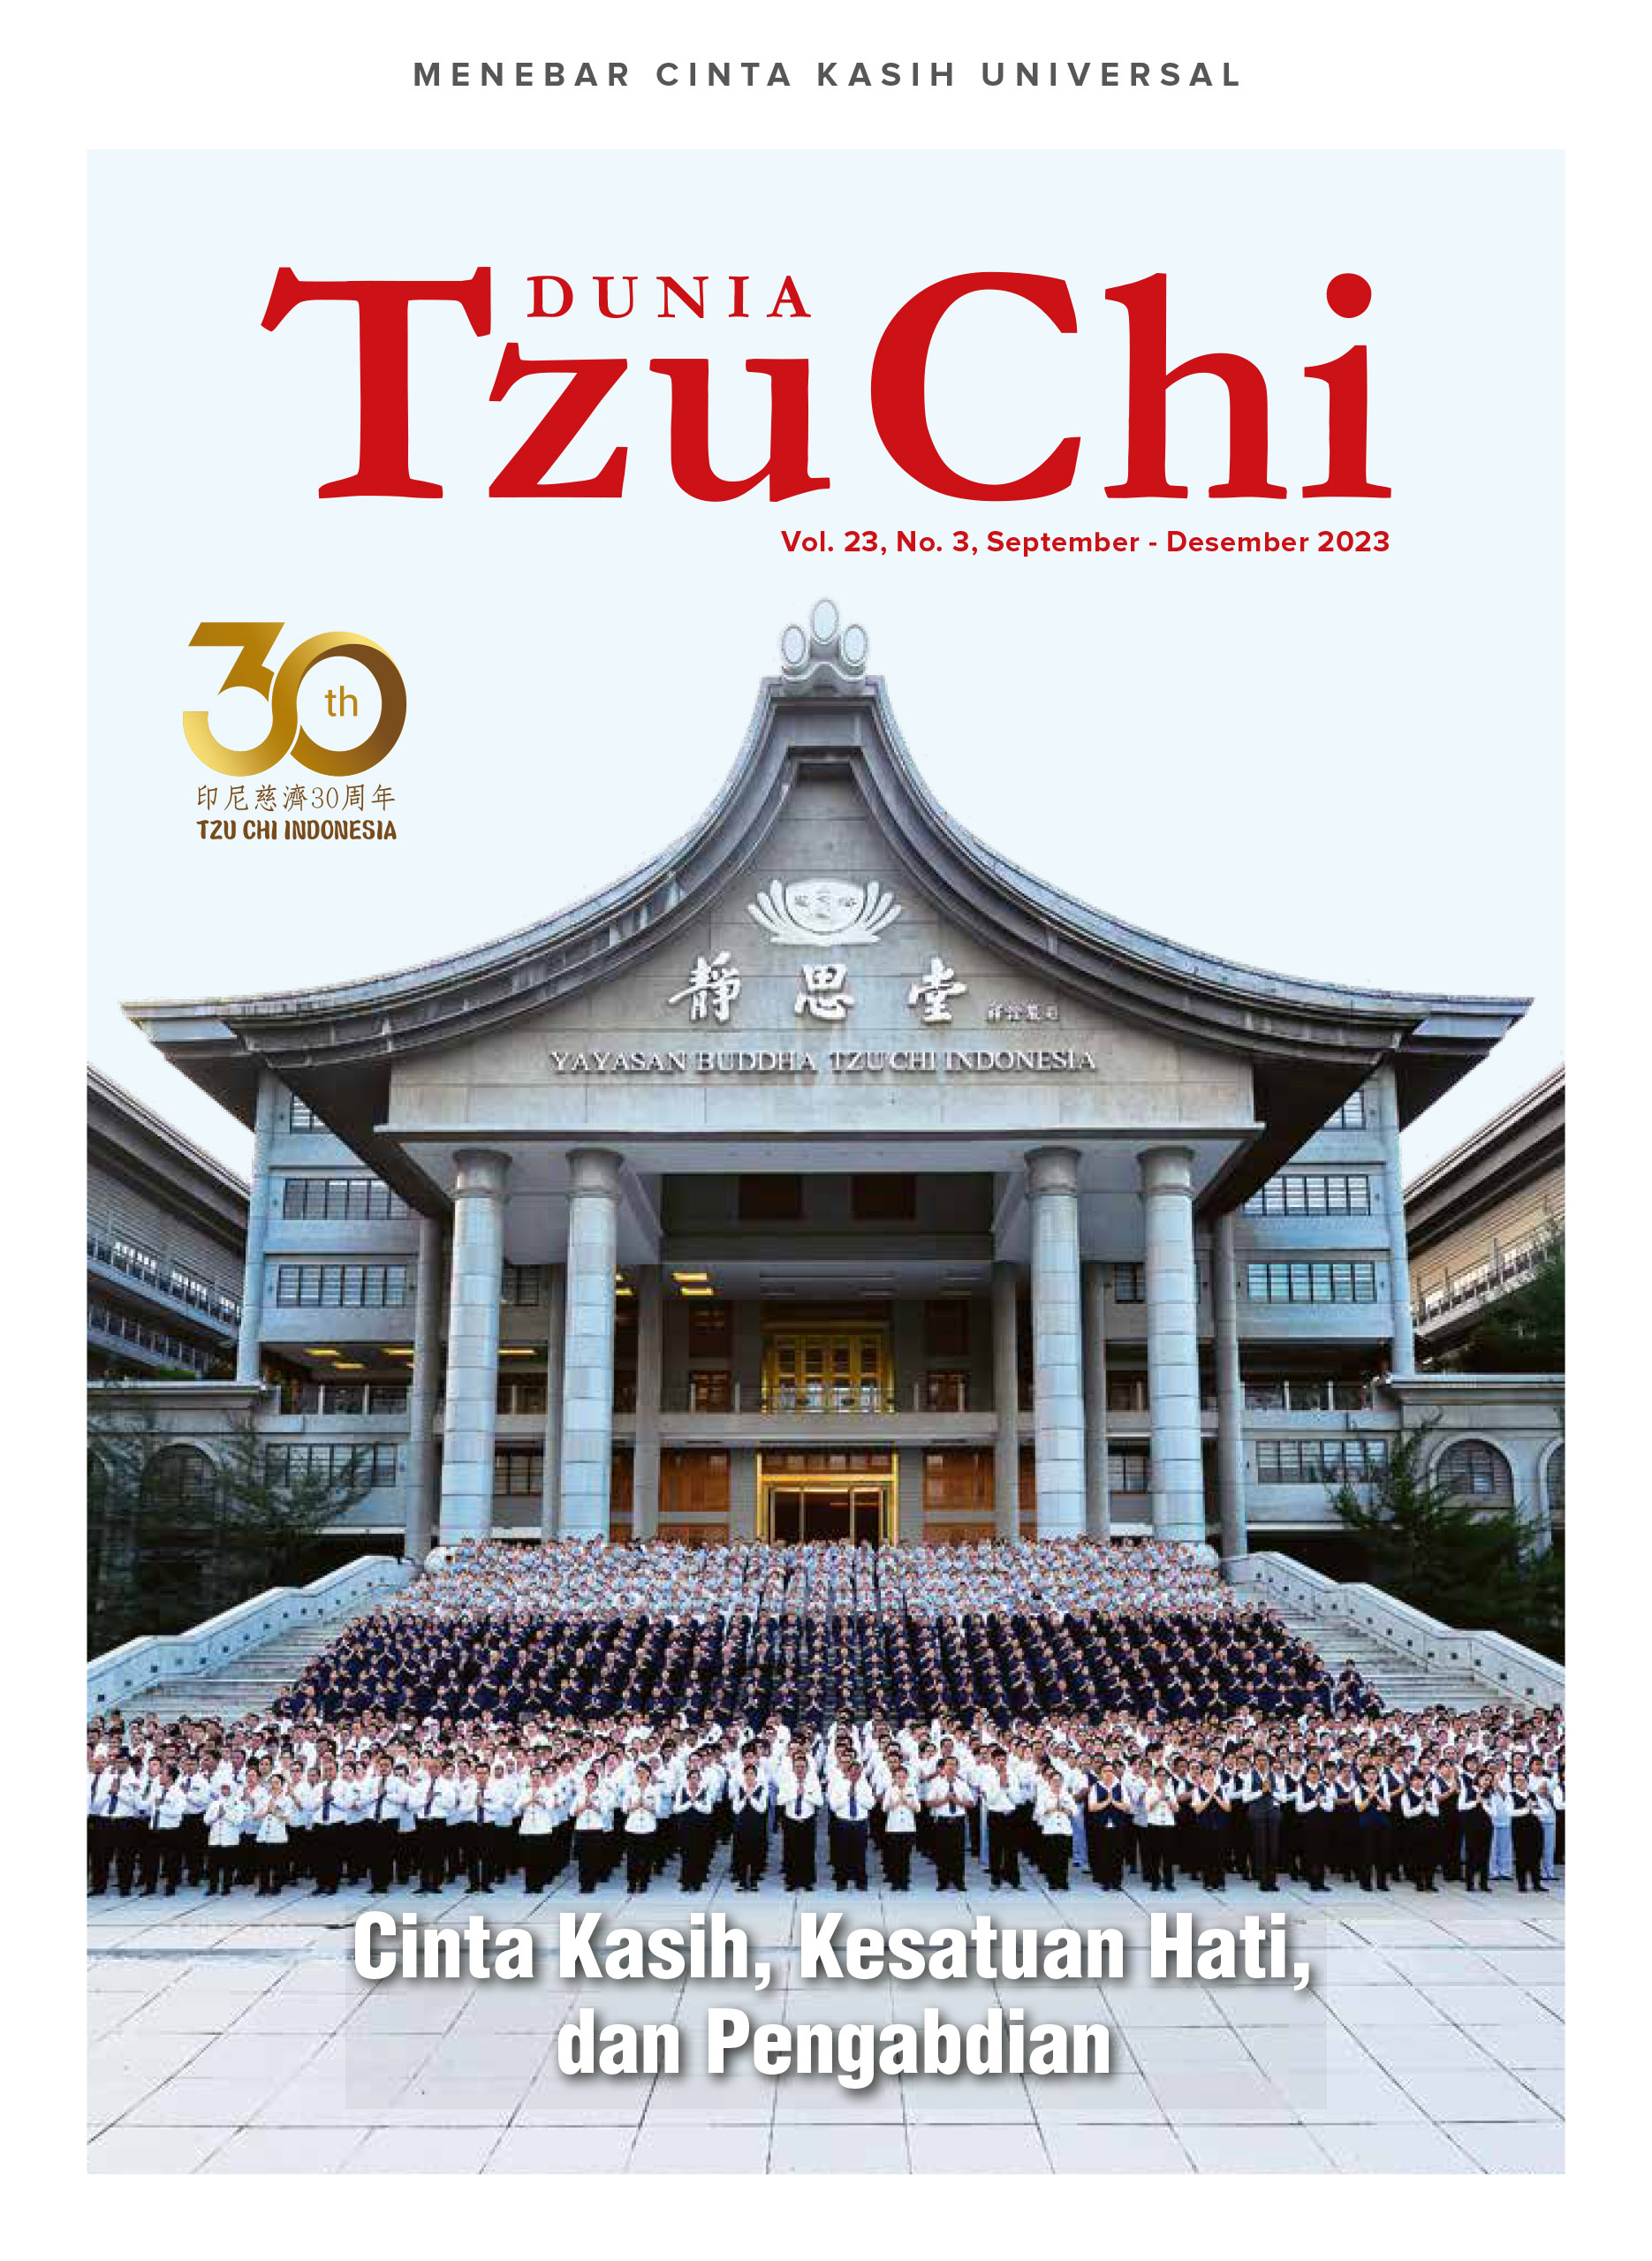 MENEBAR CINTA KASIH UNIVERSAL
DUNIA
Tzu Chi
Vol. 23, No. 3, September - Desember 2023
30th
印尼慈濟30周年
TZU CHI INDONESIA
靜思堂
YAYASAN BUDDHA TZU CHI INDONESIA
Cinta Kasih, Kesatuan Hati,
dan Pengabdian